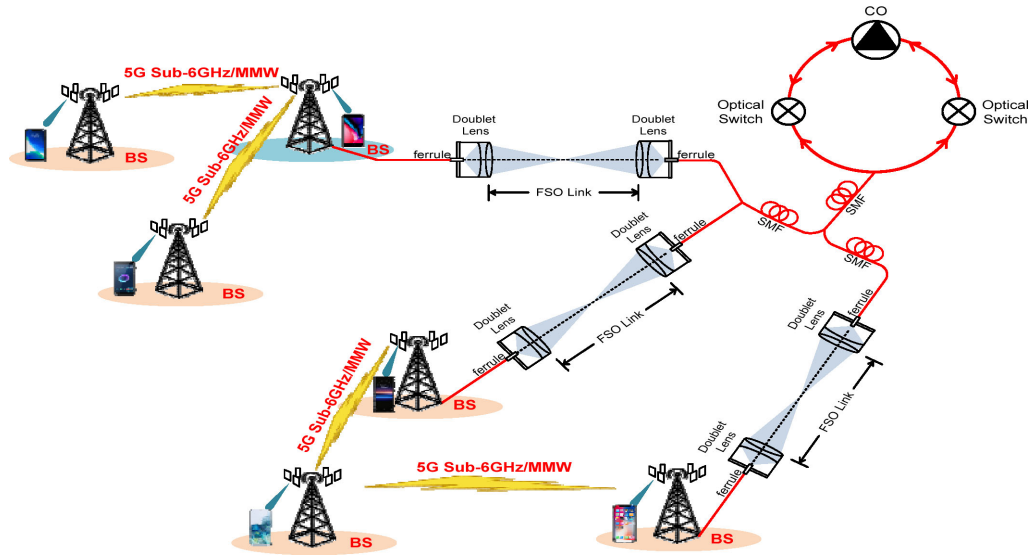 CO
Optical
Switch
Optical
Switch
5G Sub-6GHz/MMW
BS
BS
5G Sub-6GHz/MMW
BS
Doublet
Lens
Doublet
Lens
ferrule
ferrule
FSO Link
SMF
SMF
SMF
Doublet
Lens
ferrule
FSO Link
Doublet
Lens
ferrule
BS
ferrule
Doublet
Lens
FSO Link
Doublet
Lens
ferrule
5G Sub-6GHz/MMW
5G Sub-6GHz/MMW
BS
BS